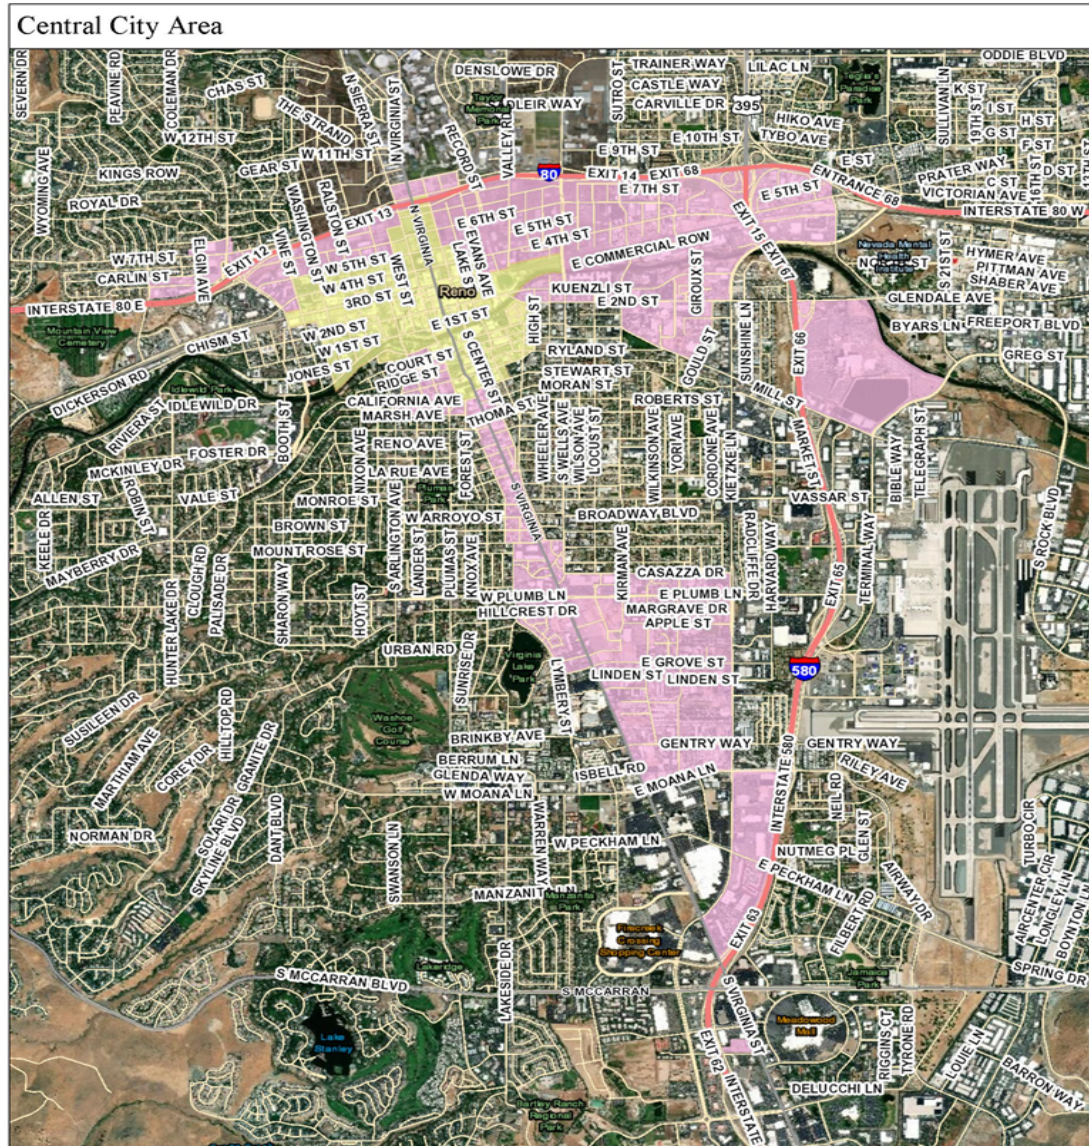 Central City Area
SEVERN DR
PEAVINE RD
COLEMAN DR
CHAS ST
THE STRAND
N SIERRA ST
N VIRGINIA ST
DENSLOWE DR
TRAINER WAY
LILAC LN
ODDIE BLVD
CASTLE WAY
CARVILLE DR
SUTRO ST
395
Teglia's
Paradise
Park
SULLIVAN LN
K ST
19TH ST
I ST
H ST
G ST
F ST
HIKO AVE
TYBO AVE
E 10TH ST
E 9TH ST
VALLEY RD
RECORD ST
W 12TH ST
W 11TH ST
GEAR ST
KINGS ROW
WYOMING AVE
ROYAL DR
WASHINGTON ST
RALSTON ST
VINE ST
EXIT 13
N VIRGINIA
80
EXIT 14
EXIT 68
E 7TH ST
E 5TH ST
ENTRANCE 68
E ST
PRATER WAY
D ST
C ST
VICTORIAN AVE
16TH ST
INTERSTATE 80 W
W 7TH ST
CARLIN ST
ELGIN AVE
EXIT 12
INTERSTATE 80 E
W 5TH ST
W 4TH ST
3RD ST
WEST ST
E 6TH ST
E 5TH ST
E 4TH ST
EVANS AVE
LAKE ST
E COMMERCIAL ROW
EXIT 15
EXIT 67
Nevada Mental
Health
Institute
S 21ST ST
HYMER AVE
PITTMAN AVE
SHABER AVE
GLENDALE AVE
Reno
KUENZLI ST
E 2ND ST
GIROUX ST
Mountain View
Cemetery
CHISM ST
W 2ND ST
W 1ST ST
E 1ST ST
HIGH ST
SUNSHINE LN
EXIT 66
BYARS LN
FREEPORT BLVD
GREG ST
DICKERSON RD
JONES ST
COURT ST
RIDGE ST
S CENTER ST
RYLAND ST
STEWART ST
MORAN ST
GOULD ST
MILL ST
Idlewild Park
IDLEWILD DR
RIVIERA ST
BOOTH ST
CALIFORNIA AVE
MARSH AVE
THOMA ST
ROBERTS ST
FOSTER DR
MCKINLEY DR
NIXON AVE
RENO AVE
LA RUE AVE
FOREST ST
WHEELER AVE
S WELLS AVE
WILSON AVE
LOCUST ST
WILKINSON AVE
YORI AVE
CORDONE AVE
KIETZKE LN
MARKET ST
BIBLE WAY
TELEGRAPH ST
ALLEN ST
ROBIN ST
VALE ST
MONROE ST
S VIRGINIA
VASSAR ST
S ROCK BLVD
KEELE DR
BROWN ST
W ARROYO ST
BROADWAY BLVD
MAYBERRY DR
MOUNT ROSE ST
S ARLINGTON AVE
LANDER ST
PLUMAS ST
KNOX AVE
KIRMAN AVE
CASAZZA DR
RADCLIFFE DR
HARVARD WAY
EXIT 65
TERMINAL WAY
HUNTER LAKE DR
CLOUGH RD
PALISADE DR
SHARON WAY
HOYT ST
W PLUMB LN
E PLUMB LN
HILLCREST DR
MARGRAVE DR
APPLE ST
URBAN RD
SUNRISE DR
Virginia
Lake
Park
LYMBERY ST
E GROVE ST
LINDEN ST
LINDEN ST
580
SUSILEEN DR
HILLTOP RD
Washoe
Golf
Course
BRINKBY AVE
GENTRY WAY
GENTRY WAY
INTERSTATE 580
RILEY AVE
MARTHIAM AVE
COREY DR
GRANITE DR
BERRUM LN
GLENDA WAY
W MOANA LN
ISBELL RD
E MOANA LN
NEIL RD
GLEN ST
NORMAN DR
SOLARI DR
SKYLINE BLVD
DANT BLVD
SWANSON LN
WARREN WAY
W PECKHAM LN
NUTMEG PL
E PECKHAM LN
TURBO CIR
AIRCENTER CIR
LONGLEY LN
BOYNTON
MANZANITA LN
Manzanita
Park
AIRWAY DR
FILBERT RD
EXIT 63
Firecreek
Crossing
Shopping Center
Lakeridge
LAKESIDE DR
S MCCARRAN BLVD
S MCCARRAN
S VIRGINIA ST
Jamaica
Park
SPRING DR
Lake
Stanley
Meadowood
Mall
EXIT 62
INTERSTATE
RIGGINS CT
TYRONE RD
LOUIE LN
BARRON WAY
DELUCCHI LN
Bartley Ranch
Regional
Park